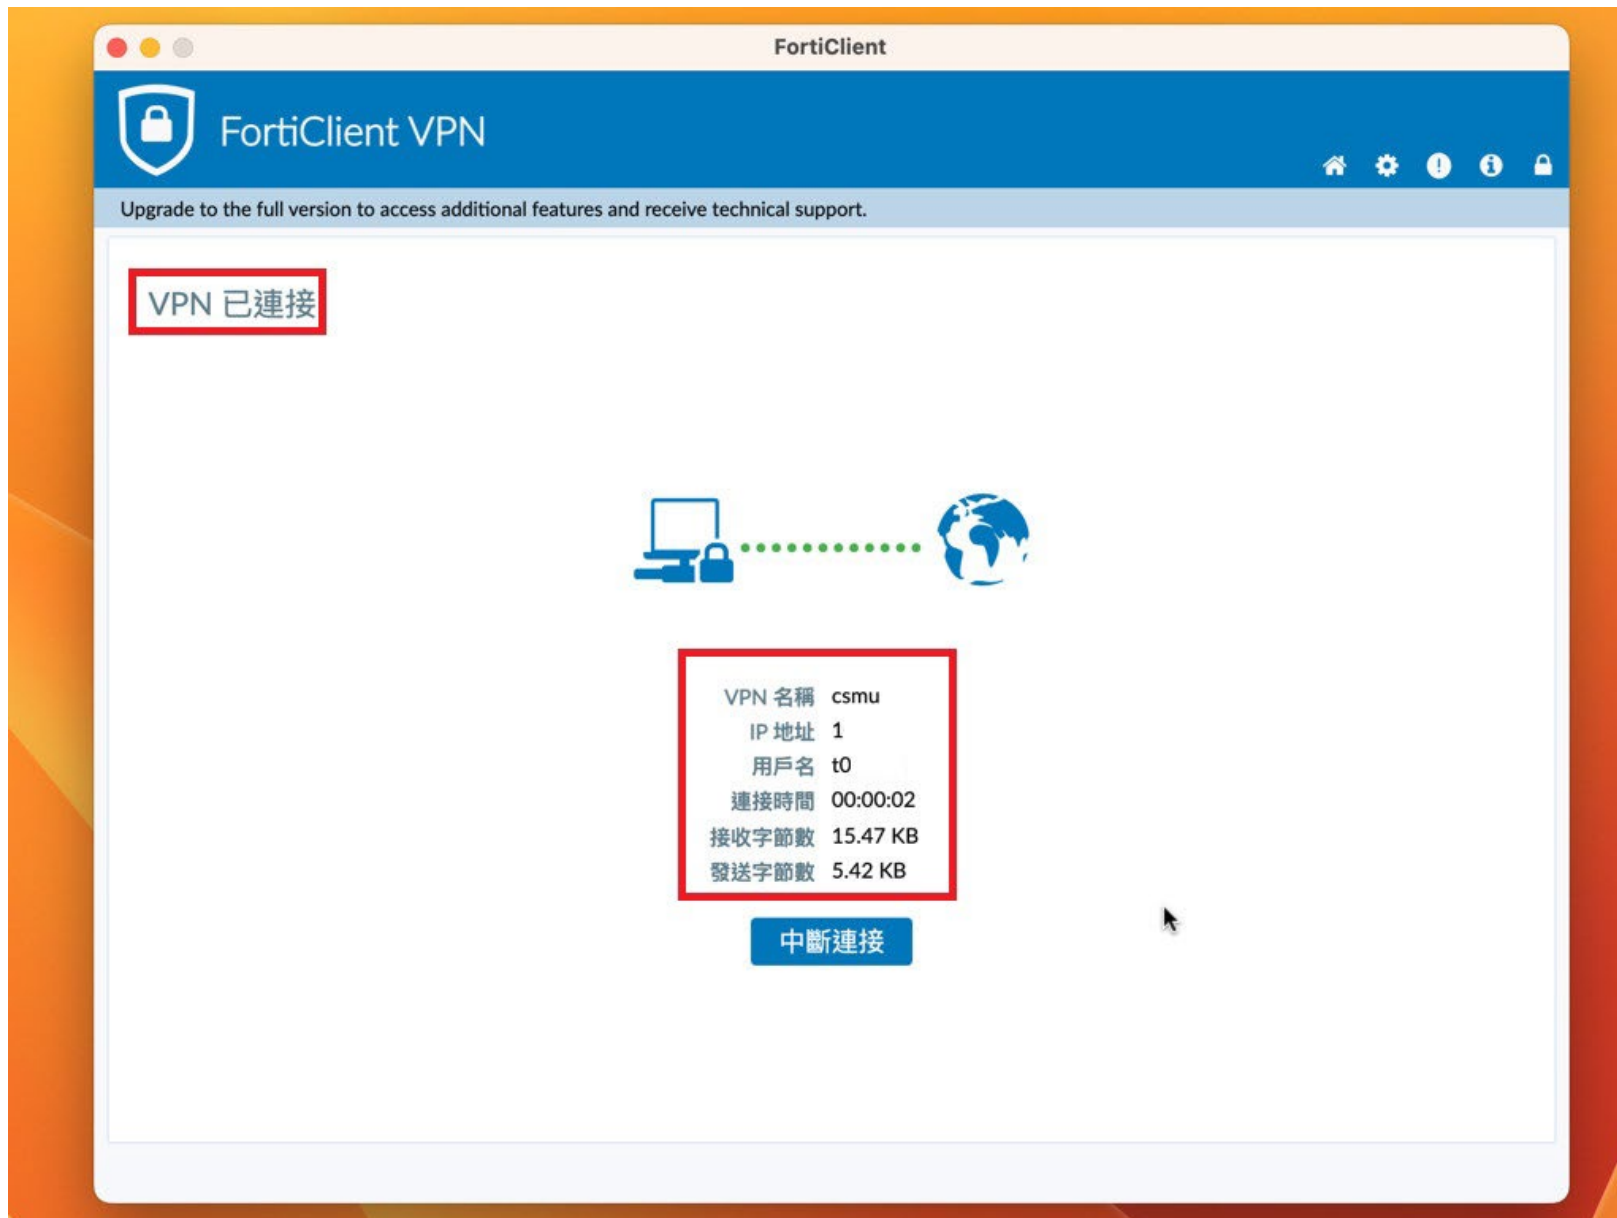 FortiClient
FortiClient VPN
Upgrade to the full version to access additional features and receive technical support.
VPN 已連接
VPN 名稱 csmu
IP 地址 1
用戶名 t0
連接時間 00:00:02
接收字節數 15.47 KB
發送字節數 5.42 KB
中斷連接